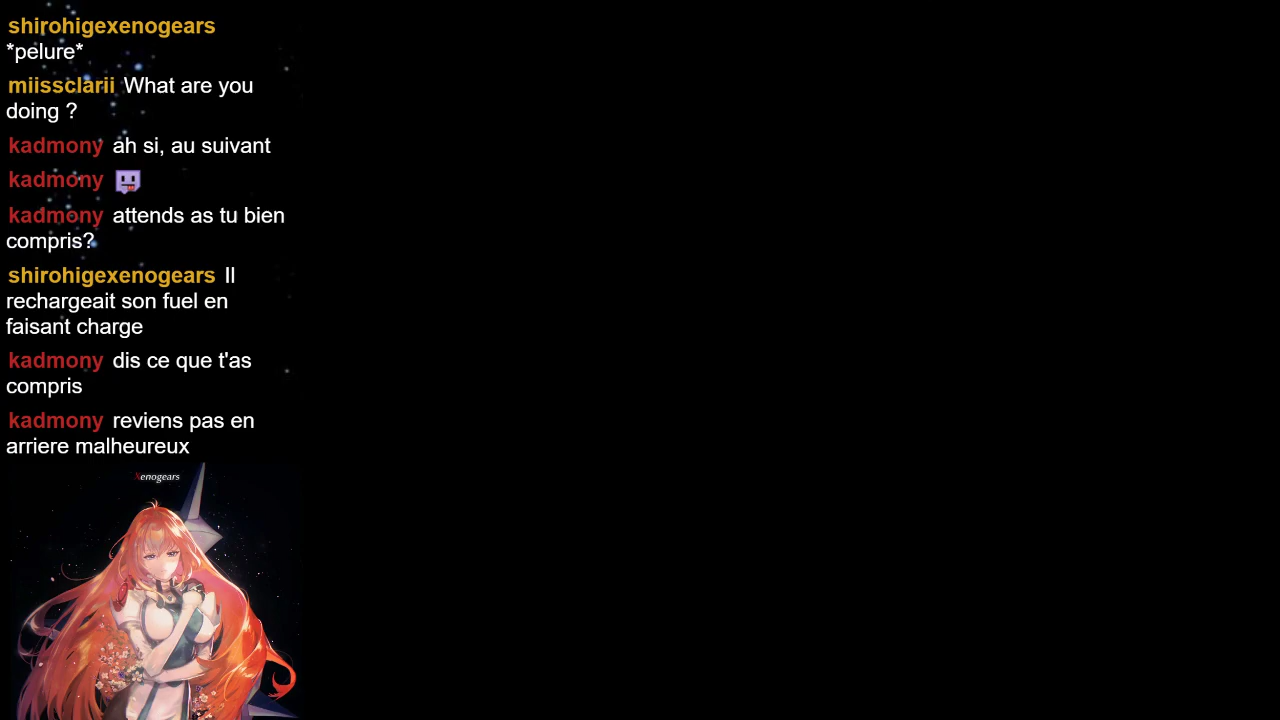 shirohigexenogears
*pelure*
miissclarii What are you
doing ?
kadmony ah si, au suivant
kadmony
kadmony attends as tu bien
compris?
shirohigexenogears Il
rechargeait son fuel en
faisant charge
kadmony dis ce que t'as
compris
kadmony reviens pas en
arriere malheureux
Xenogears